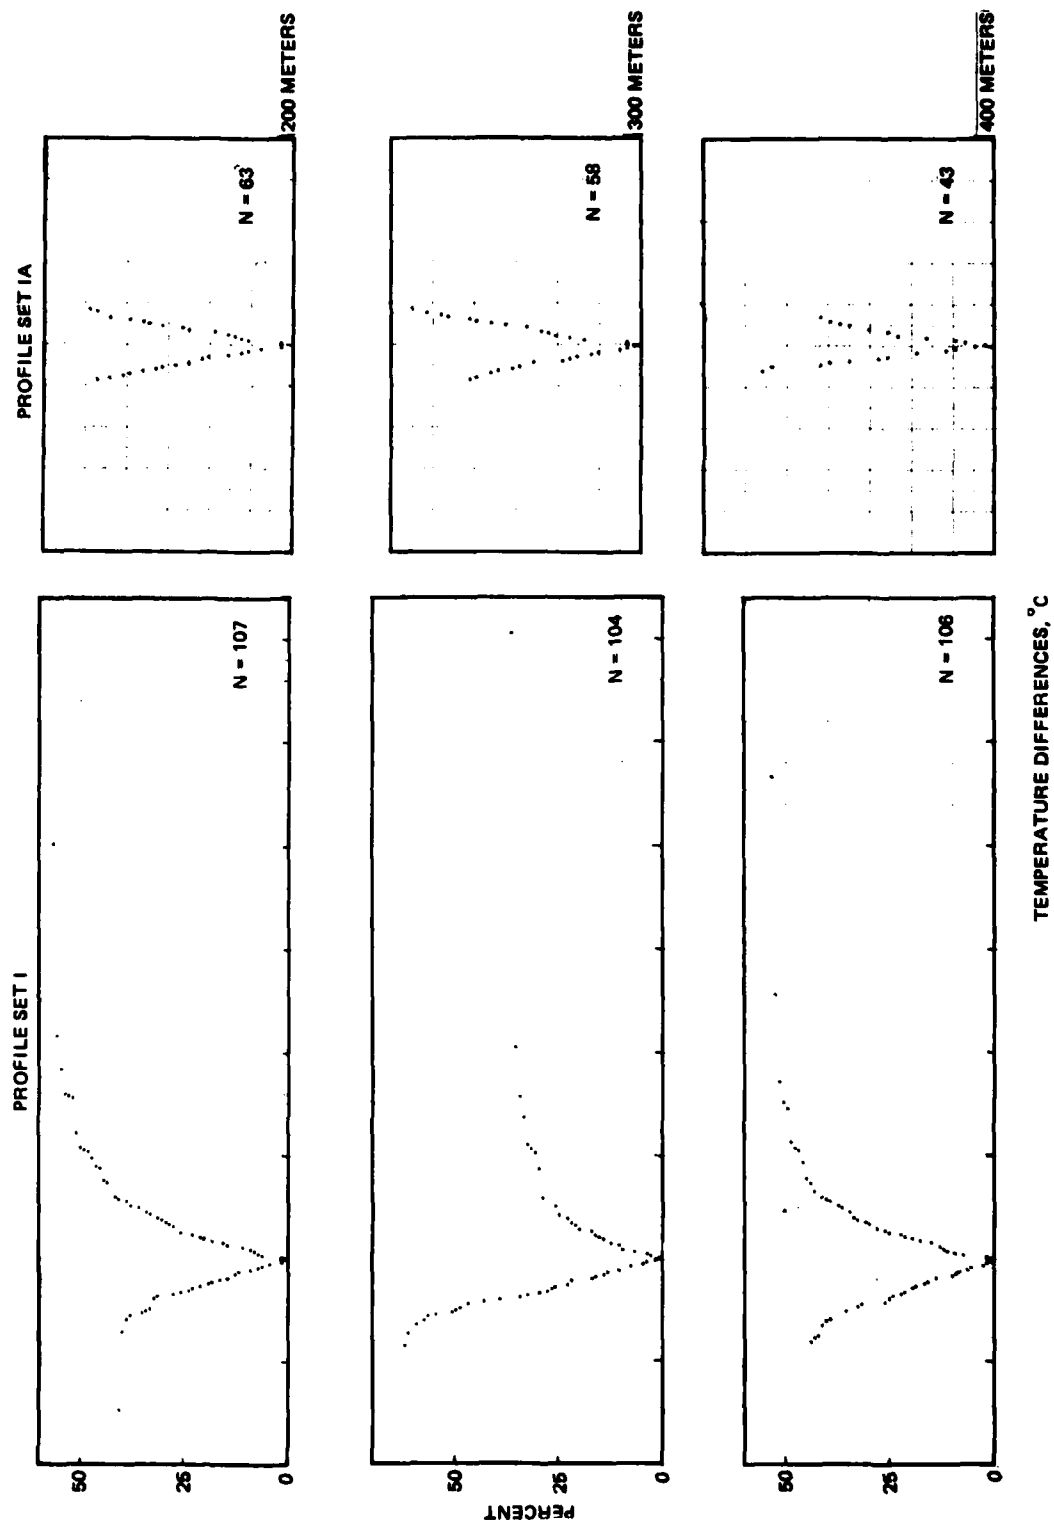 PROFILE SET I
PROFILE SET IA
50
25
0
N = 107
N = 63
200 METERS
PERCENT
50
25
0
N = 104
N = 58
300 METERS
50
25
0
N = 106
N = 43
400 METERS
TEMPERATURE DIFFERENCES, °C